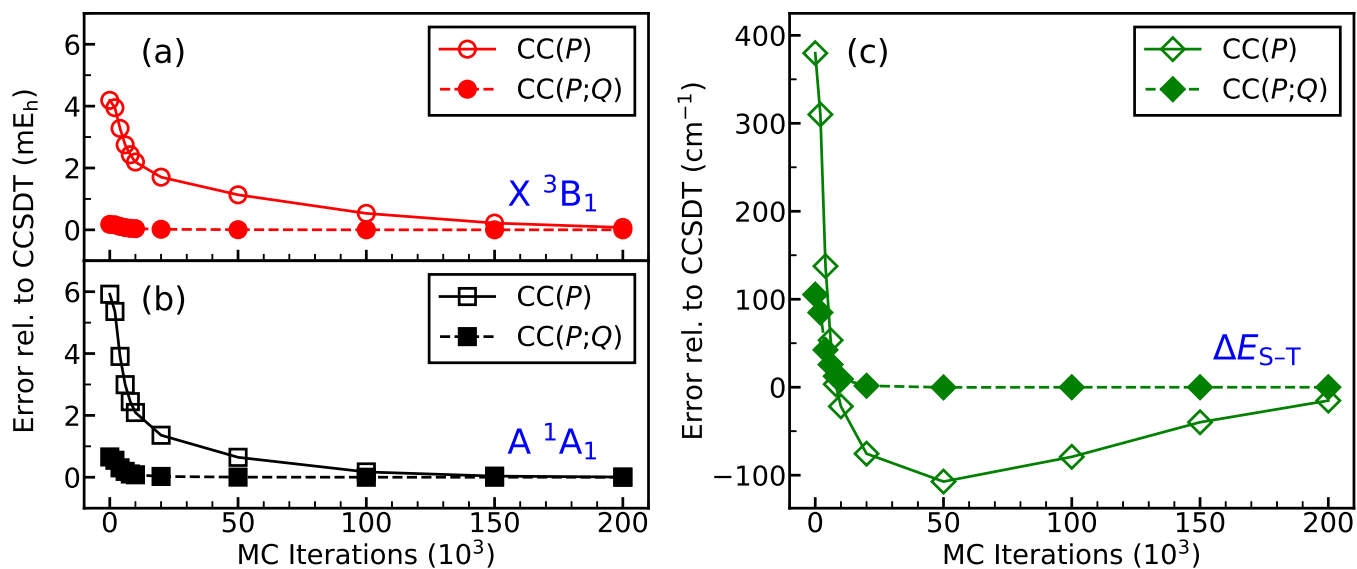 Error rel. to CCSDT (mEₕ)
6
4
2
0
(a)
CC(P)
CC(P;Q)
X ³B₁
6
4
2
0
(b)
CC(P)
CC(P;Q)
A ¹A₁
0 50 100 150 200
MC Iterations (10³)
Error rel. to CCSDT (cm⁻¹)
400
300
200
100
0
−100
(c)
CC(P)
CC(P;Q)
ΔE_S–T
0 50 100 150 200
MC Iterations (10³)